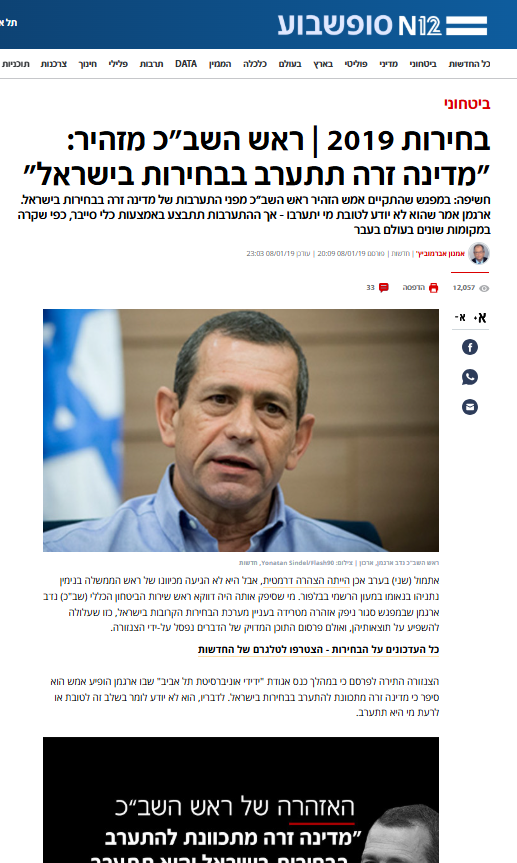 N12 סופשבוע
תל א
כל החדשות ביטחוני מדיני פוליטי בארץ בעולם כלכלה המגזין DATA תרבות פלילי חינוך צרכנות תוכניות
ביטחוני
בחירות 2019 | ראש השב"כ מזהיר:
"מדינה זרה תתערב בבחירות בישראל"
חשיפה: במפגש שהתקיים אמש הזהיר ראש השב"כ מפני התערבות של מדינה זרה בבחירות בישראל.
ארגמן אמר שהוא לא יודע לטובת מי יתערבו - אך ההתערבות תתבצע באמצעות כלי סייבר, כפי שקרה
במקומות שונים בעולם בעבר
אמנון אברמוביץ' | חדשות | פורסם 08/01/19 20:09 | עודכן 08/01/19 23:03
12,057 הדפסה 33
א+ א-
ראש השב"כ נדב ארגמן, ארכיון | צילום: Yonatan Sindel/Flash90, חדשות
אתמול (שני) בערב אכן הייתה הצהרה דרמטית, אבל היא לא הגיעה מכיוונו של ראש הממשלה בנימין
נתניהו בנאומו במעון הרשמי בבלפור. מי שסיפק אותה היה דווקא ראש שירות הביטחון הכללי (שב"כ) נדב
ארגמן שבמפגש סגור ניפק אזהרה מטרידה בעניין מערכת הבחירות הקרובות בישראל, כזו שעלולה
להשפיע על תוצאותיהן, ואולם פרסום התוכן המדויק של הדברים נפסל על-ידי הצנזורה.
כל העדכונים על הבחירות - הצטרפו לטלגרם של החדשות
הצנזורה התירה לפרסם כי במהלך כנס אגודת "ידידי אוניברסיטת תל אביב" שבו ארגמן הופיע אמש הוא
סיפר כי מדינה זרה מתכוונת להתערב בבחירות בישראל. לדבריו, הוא לא יודע לומר בשלב זה לטובת או
לרעת מי היא תתערב.
האזהרה של ראש השב"כ
"מדינה זרה מתכוונת להתערב
בבחירות בישראל והיא תתערב